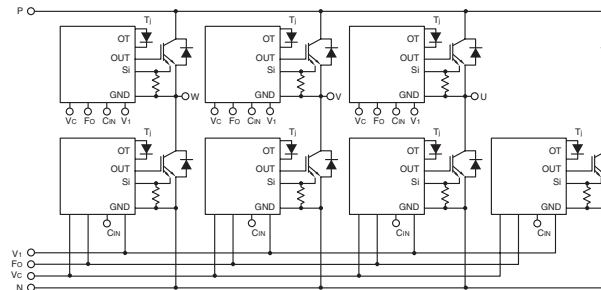 P
Tj Tj Tj
OT OT OT
OUT OUT OUT
Si Si Si
GND W GND V GND U
VC FO CIN V1 VC FO CIN V1 VC FO CIN V1
Tj Tj Tj Tj
OT OT OT OT
OUT OUT OUT OUT
Si Si Si Si
GND GND GND GND
CIN CIN CIN CIN
V1
FO
VC
N